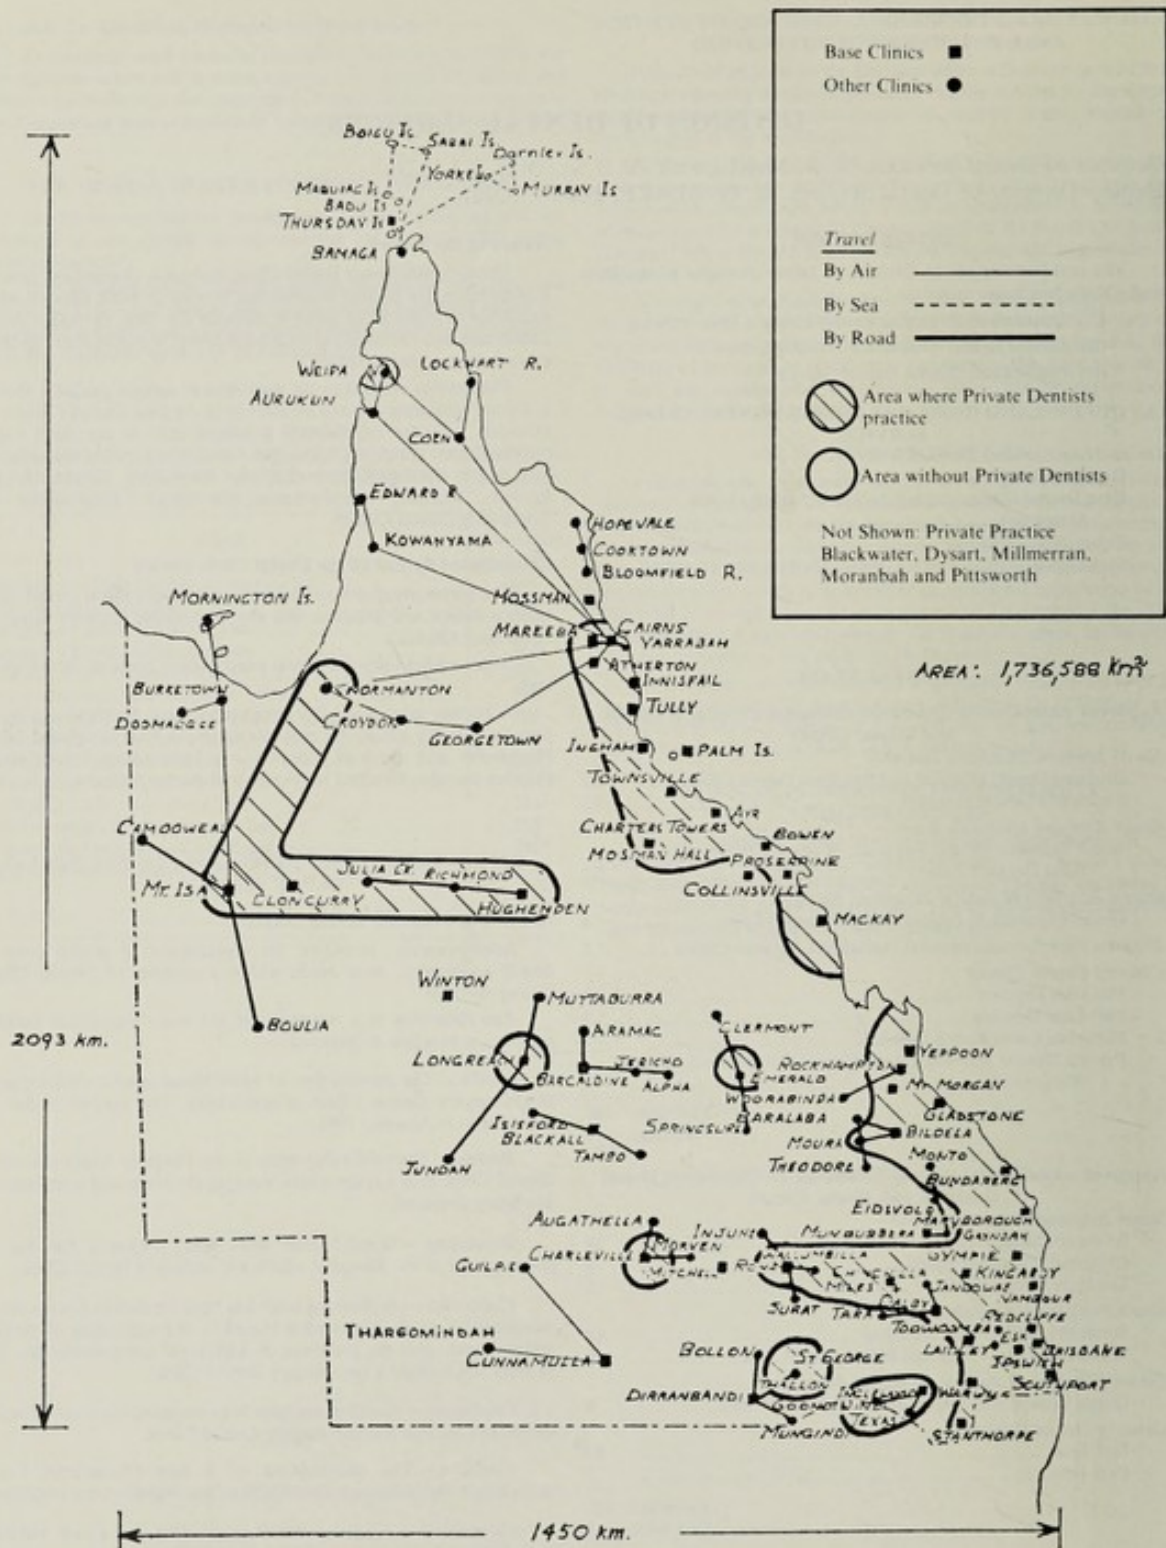 Base Clinics
Other Clinics
Travel
By Air
By Sea
By Road
Area where Private Dentists
practice
Area without Private Dentists
Not Shown: Private Practice
Blackwater, Dysart, Millmerran,
Moranbah and Pittsworth
AREA: 1,736,588 km²
BOIGU IS
SABAI IS.
Darnley Is.
YORKE IS
MURRAY IS
BADU IS
THURSDAY IS
BAMAGA
WEIPA
LOCKHART R.
AURUKUN
COEN
EDWARD R
KOWANYAMA
HOPEVALE
COOKTOWN
BLOOMFIELD R.
MOSSMAN
MORNINGTON IS.
MAREEBA
CAIRNS
YARRABAH
ATHERTON
INNISFAIL
BURKETOWN
NORMANTON
DOOMADGEE
CROYDON
GEORGETOWN
TULLY
INGHAM
PALM IS.
TOWNSVILLE
AYR
CAMOOWEAL
CHARTERS TOWERS
BOWEN
MOSMAN HALL
PROSERPINE
COLLINSVILLE
MT. ISA
CLONCURRY
JULIA CK.
RICHMOND
HUGHENDEN
MACKAY
WINTON
MUTTABURRA
BOULIA
2093 km.
ARAMAC
CLERMONT
LONGREACH
BARCALDINE
JERICHO
ALPHA
EMERALD
ROCKHAMPTON
YEPPOON
MT. MORGAN
WOORABINDA
GLADSTONE
BARALABA
ISISFORD
BLACKALL
SPRINGSURE
BILOELA
MOURA
TAMBO
JUNDAH
THEODORE
MONTO
BUNDABERG
EIDSVOLD
MARYBOROUGH
AUGATHELLA
INJUNE
MUNDUBBERA
GAYNDAH
CHARLEVILLE
MORVEN
MITCHELL
WALLUMBILLA
GYMPIE
QUILPIE
CHINCHILLA
MILES
KINGAROY
JANDOWAE
NAMBOUR
SURAT
TARA
DALBY
REDCLIFFE
TOOWOOMBA
ESK
LAIDLEY
BRISBANE
IPSWICH
THARGOMINDAH
CUNNAMULLA
BOLLON
ST GEORGE
SOUTHPORT
THALLON
DIRRANBANDI
INGLEWOOD
WARWICK
GOONDIWINDI
TEXAS
MUNGINDI
STANTHORPE
1450 km.